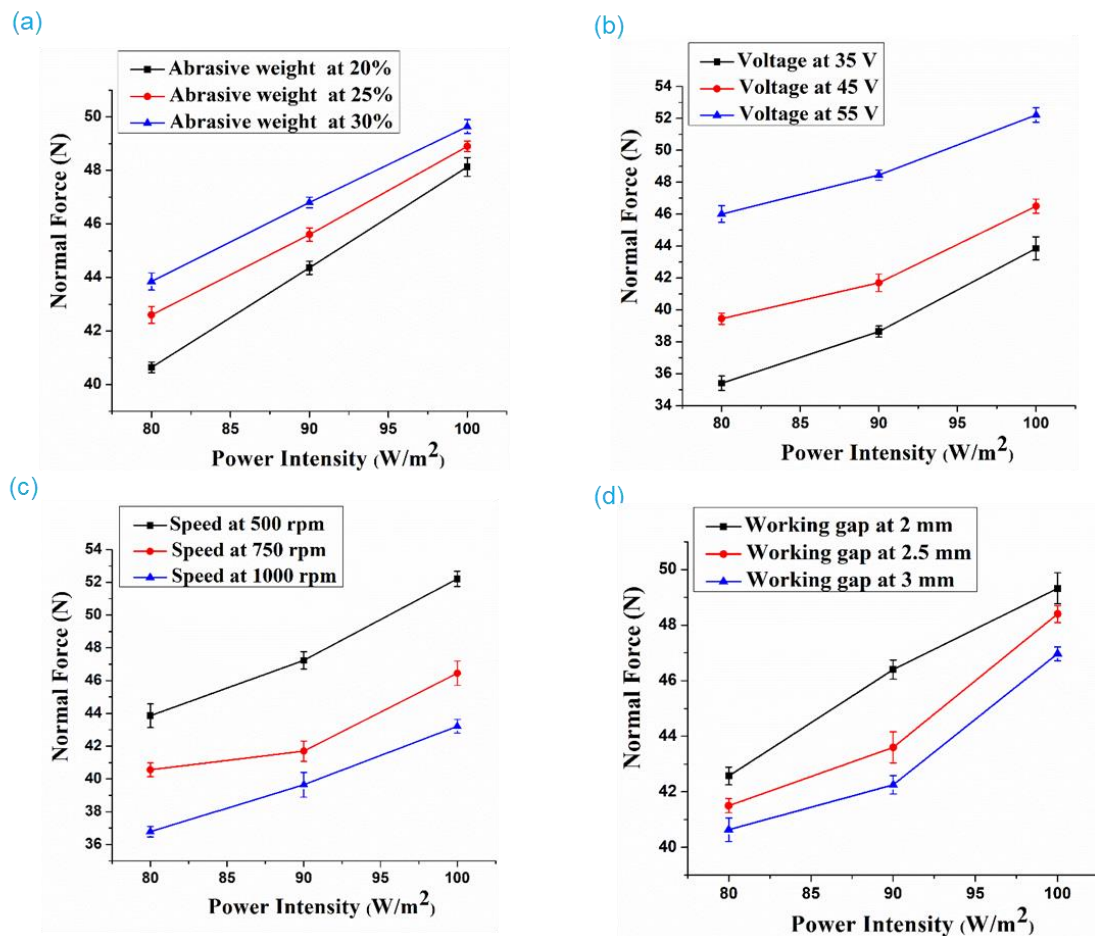 (a)
Abrasive weight at 20%
Abrasive weight at 25%
Abrasive weight at 30%
Normal Force (N)
50
48
46
44
42
40
80 85 90 95 100
Power Intensity (W/m²)
(b)
Voltage at 35 V
Voltage at 45 V
Voltage at 55 V
Normal Force (N)
54
52
50
48
46
44
42
40
38
36
34
80 85 90 95 100
Power Intensity (W/m²)
(c)
Speed at 500 rpm
Speed at 750 rpm
Speed at 1000 rpm
Normal Force (N)
54
52
50
48
46
44
42
40
38
36
80 85 90 95 100
Power Intensity (W/m²)
(d)
Working gap at 2 mm
Working gap at 2.5 mm
Working gap at 3 mm
Normal Force (N)
50
48
46
44
42
40
80 85 90 95 100
Power Intensity (W/m²)